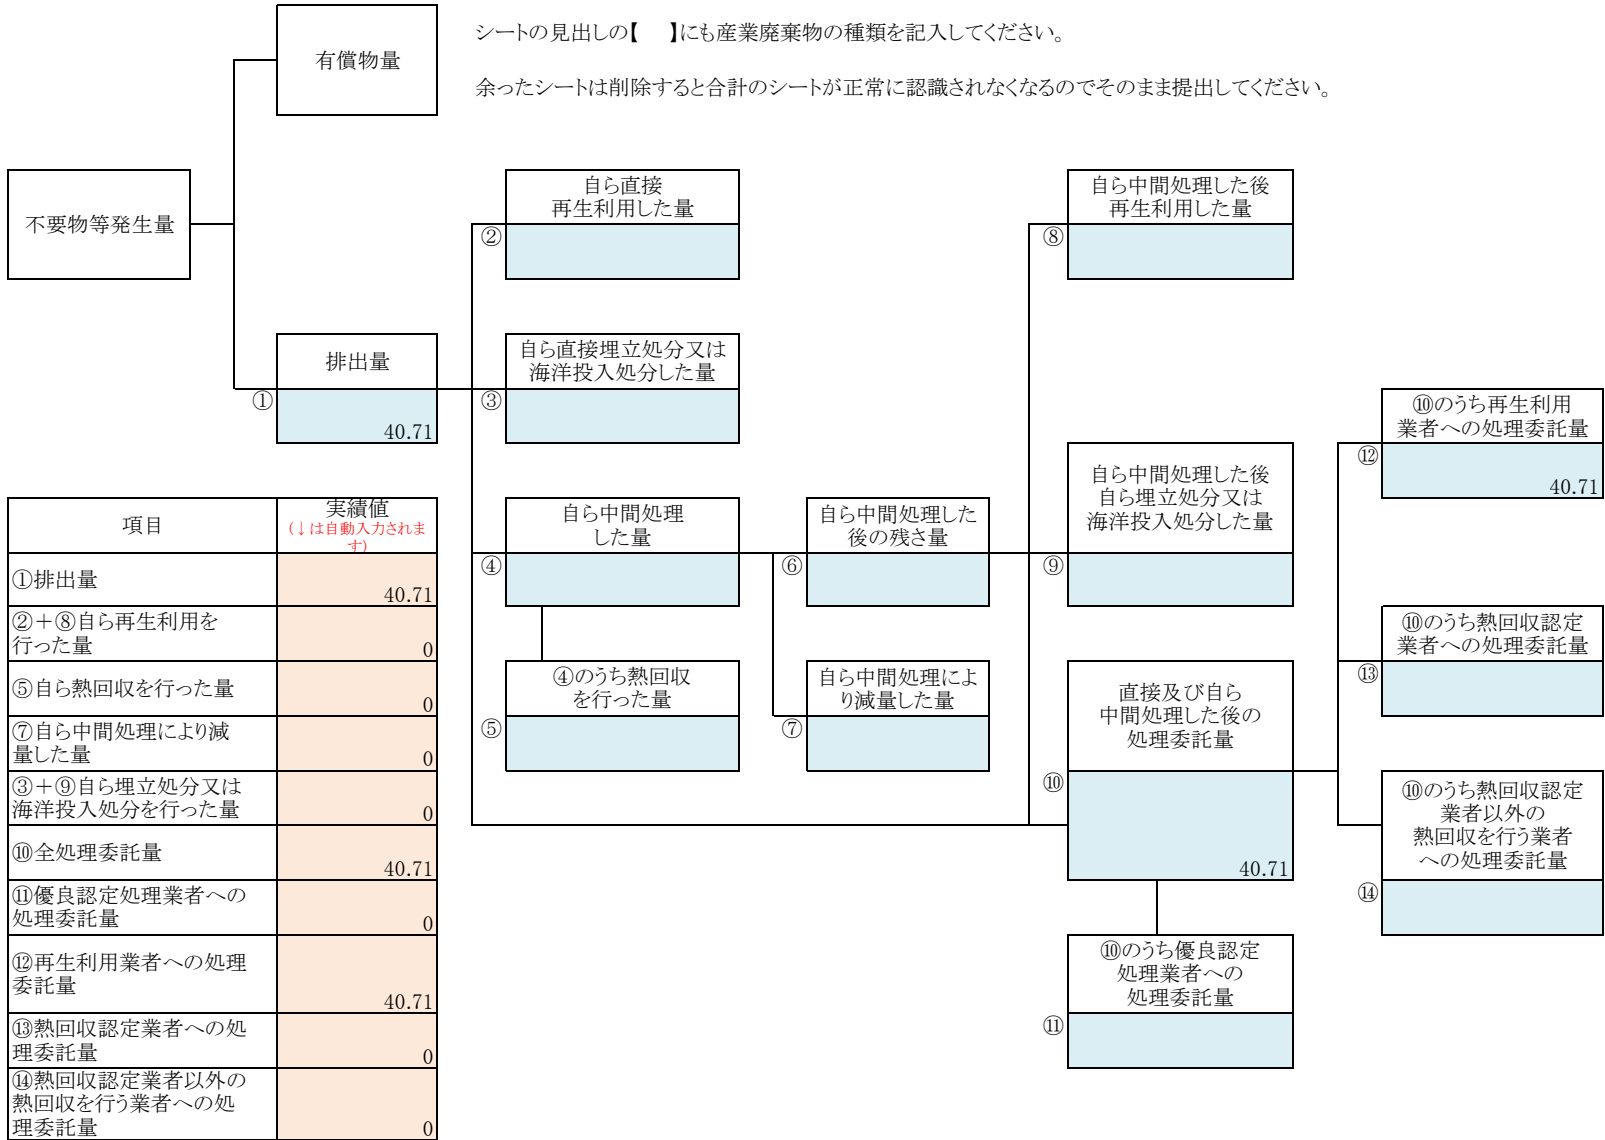 シートの見出しの【　】にも産業廃棄物の種類を記入してください。
余ったシートは削除すると合計のシートが正常に認識されなくなるのでそのまま提出してください。
有償物量
不要物等発生量
排出量
①
40.71
自ら直接
再生利用した量
②
自ら直接埋立処分又は
海洋投入処分した量
③
自ら中間処理
した量
④
④のうち熱回収
を行った量
⑤
自ら中間処理した
後の残さ量
⑥
自ら中間処理によ
り減量した量
⑦
自ら中間処理した後
再生利用した量
⑧
自ら中間処理した後
自ら埋立処分又は
海洋投入処分した量
⑨
直接及び自ら
中間処理した後の
処理委託量
⑩
40.71
⑩のうち優良認定
処理業者への
処理委託量
⑪
⑩のうち再生利用
業者への処理委託量
⑫
40.71
⑩のうち熱回収認定
業者への処理委託量
⑬
⑩のうち熱回収認定
業者以外の
熱回収を行う業者
への処理委託量
⑭
項目
実績値
(↓は自動入力されま
す)
①排出量
40.71
②＋⑧自ら再生利用を
行った量
0
⑤自ら熱回収を行った量
0
⑦自ら中間処理により減
量した量
0
③＋⑨自ら埋立処分又は
海洋投入処分を行った量
0
⑩全処理委託量
40.71
⑪優良認定処理業者への
処理委託量
0
⑫再生利用業者への処理
委託量
40.71
⑬熱回収認定業者への処
理委託量
0
⑭熱回収認定業者以外の
熱回収を行う業者への処
理委託量
0